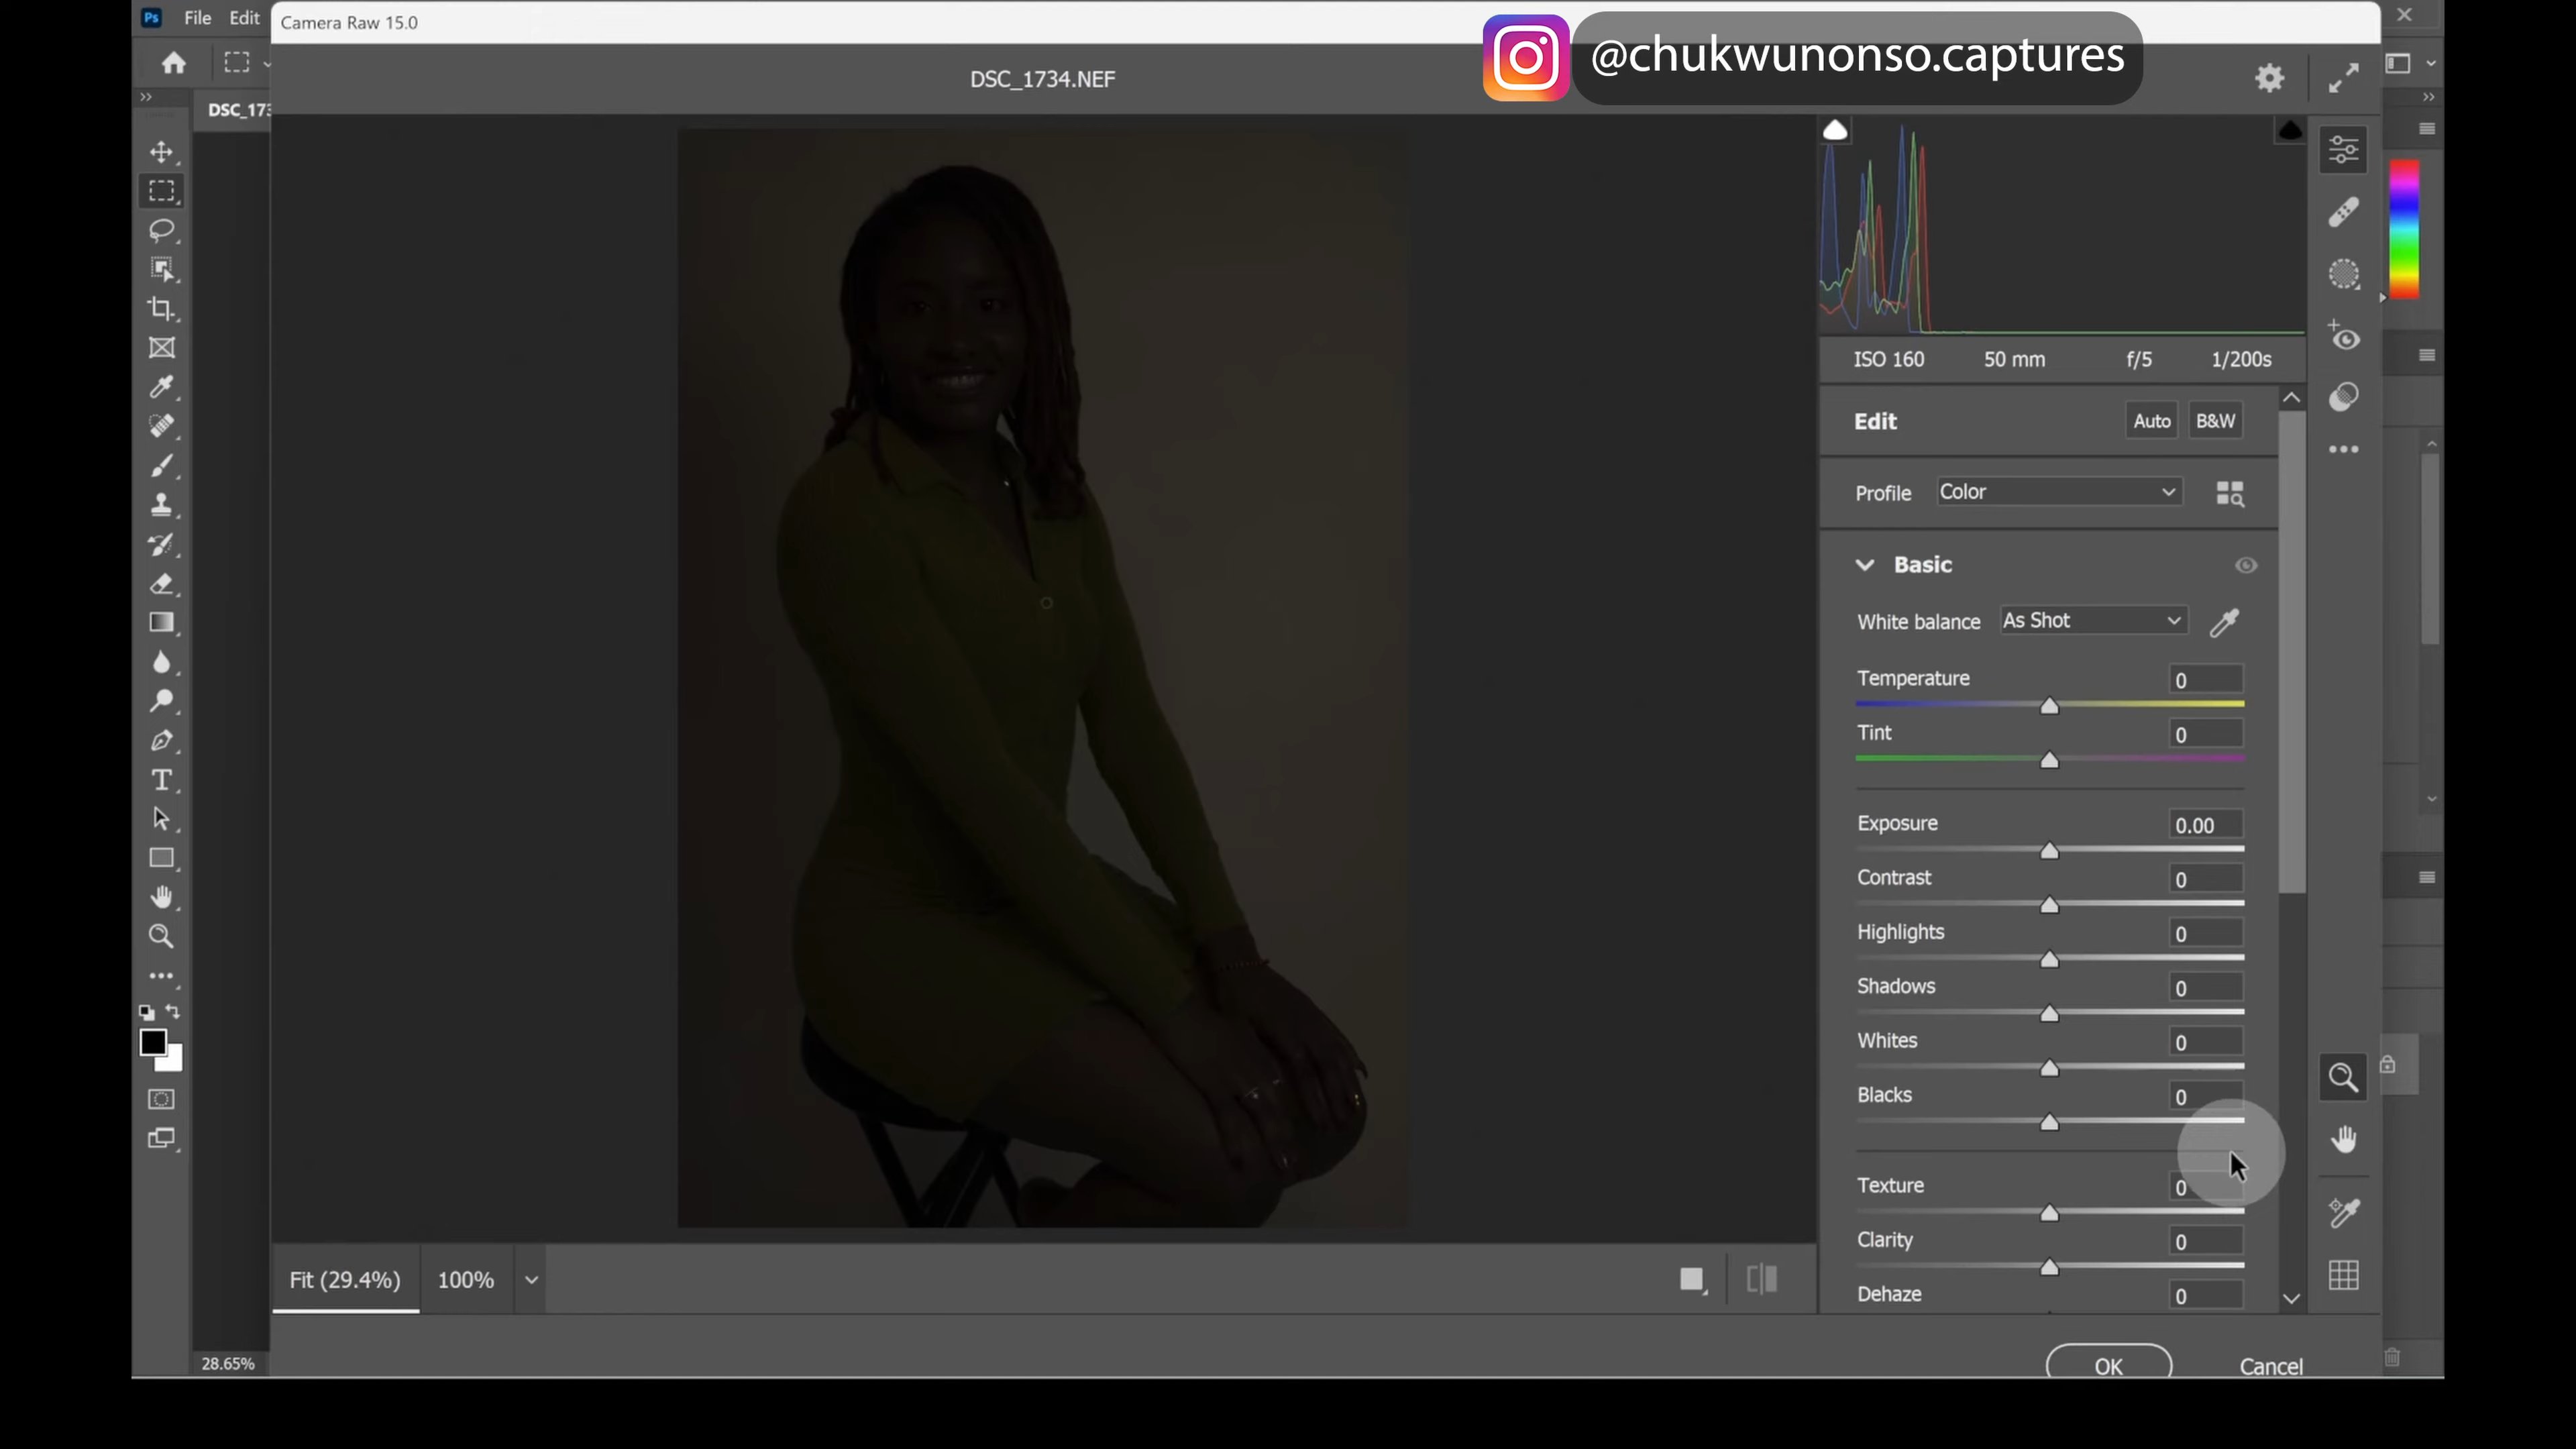 Ps File Edit
Camera Raw 15.0
@chukwunonso.captures
DSC_1734.NEF
DSC_173
ISO 160 50 mm f/5 1/200s
Edit Auto B&W
Profile Color
Basic
White balance As Shot
Temperature 0
Tint 0
Exposure 0.00
Contrast 0
Highlights 0
Shadows 0
Whites 0
Blacks 0
Texture 0
Clarity 0
Dehaze 0
Fit (29.4%) 100%
28.65%
OK Cancel